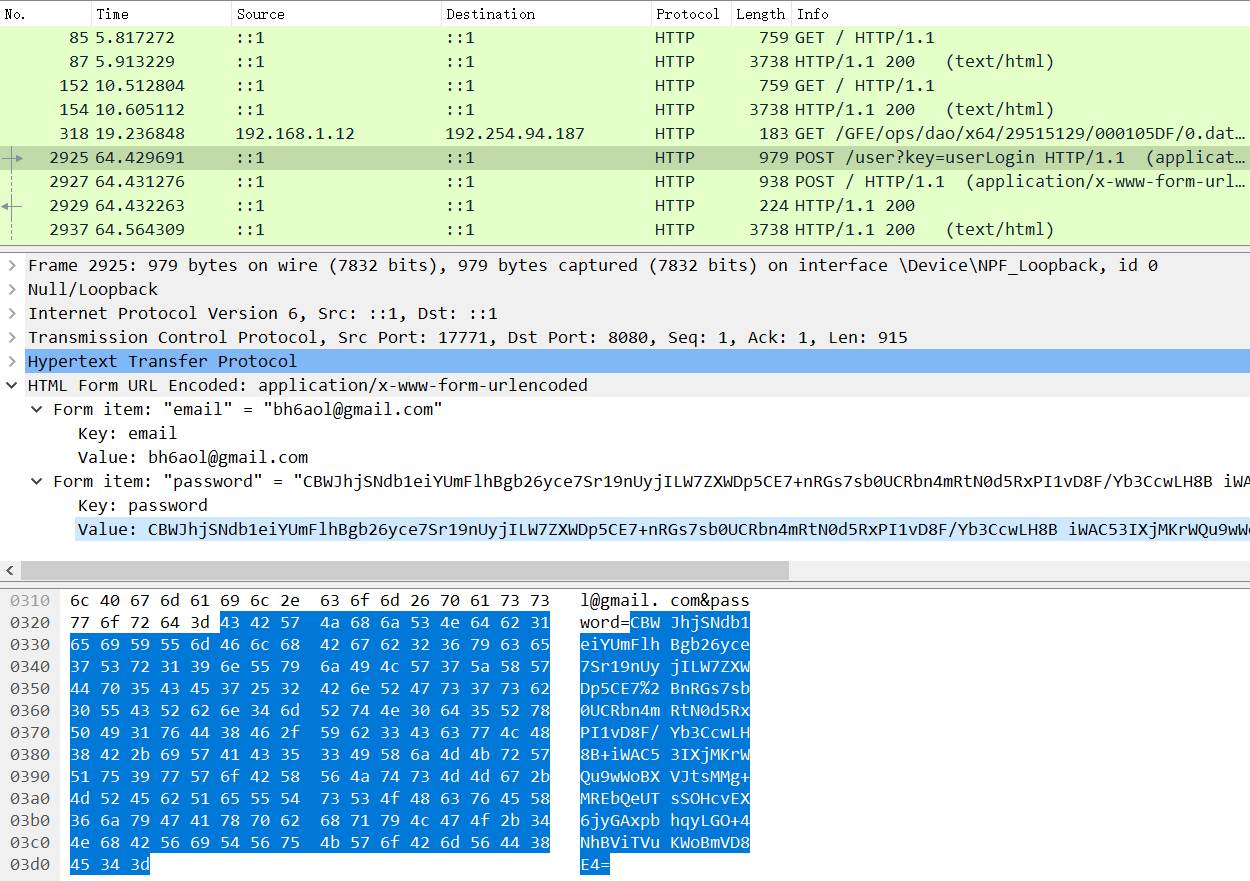 No. Time Source Destination Protocol Length Info
85 5.817272 ::1 ::1 HTTP 759 GET / HTTP/1.1
87 5.913229 ::1 ::1 HTTP 3738 HTTP/1.1 200 (text/html)
152 10.512804 ::1 ::1 HTTP 759 GET / HTTP/1.1
154 10.605112 ::1 ::1 HTTP 3738 HTTP/1.1 200 (text/html)
318 19.236848 192.168.1.12 192.254.94.187 HTTP 183 GET /GFE/ops/dao/x64/29515129/000105DF/0.dat…
2925 64.429691 ::1 ::1 HTTP 979 POST /user?key=userLogin HTTP/1.1 (applicat…
2927 64.431276 ::1 ::1 HTTP 938 POST / HTTP/1.1 (application/x-www-form-url…
2929 64.432263 ::1 ::1 HTTP 224 HTTP/1.1 200
2937 64.564309 ::1 ::1 HTTP 3738 HTTP/1.1 200 (text/html)
Frame 2925: 979 bytes on wire (7832 bits), 979 bytes captured (7832 bits) on interface \Device\NPF_Loopback, id 0
Null/Loopback
Internet Protocol Version 6, Src: ::1, Dst: ::1
Transmission Control Protocol, Src Port: 17771, Dst Port: 8080, Seq: 1, Ack: 1, Len: 915
Hypertext Transfer Protocol
HTML Form URL Encoded: application/x-www-form-urlencoded
Form item: "email" = "bh6aol@gmail.com"
Key: email
Value: bh6aol@gmail.com
Form item: "password" = "CBWJhjSNdb1eiYUmFlhBgb26yce7Sr19nUyjILW7ZXWDp5CE7+nRGs7sb0UCRbn4mRtN0d5RxPI1vD8F/Yb3CcwLH8B iWA
Key: password
Value: CBWJhjSNdb1eiYUmFlhBgb26yce7Sr19nUyjILW7ZXWDp5CE7+nRGs7sb0UCRbn4mRtN0d5RxPI1vD8F/Yb3CcwLH8B iWAC53IXjMKrWQu9wWo
0310 6c 40 67 6d 61 69 6c 2e 63 6f 6d 26 70 61 73 73 l@gmail. com&pass
0320 77 6f 72 64 3d 43 42 57 4a 68 6a 53 4e 64 62 31 word=CBW JhjSNdb1
0330 65 69 59 55 6d 46 6c 68 42 67 62 32 36 79 63 65 eiYUmFlh Bgb26yce
0340 37 53 72 31 39 6e 55 79 6a 49 4c 57 37 5a 58 57 7Sr19nUy jILW7ZXW
0350 44 70 35 43 45 37 25 32 42 6e 52 47 73 37 73 62 Dp5CE7%2 BnRGs7sb
0360 30 55 43 52 62 6e 34 6d 52 74 4e 30 64 35 52 78 0UCRbn4m RtN0d5Rx
0370 50 49 31 76 44 38 46 2f 59 62 33 43 63 77 4c 48 PI1vD8F/ Yb3CcwLH
0380 38 42 2b 69 57 41 43 35 33 49 58 6a 4d 4b 72 57 8B+iWAC5 3IXjMKrW
0390 51 75 39 77 57 6f 42 58 56 4a 74 73 4d 4d 67 2b Qu9wWoBX VJtsMMg+
03a0 4d 52 45 62 51 65 55 54 73 53 4f 48 63 76 45 58 MREbQeUT sSOHcvEX
03b0 36 6a 79 47 41 78 70 62 68 71 79 4c 47 4f 2b 34 6jyGAxpb hqyLGO+4
03c0 4e 68 42 56 69 54 56 75 4b 57 6f 42 6d 56 44 38 NhBViTVu KWoBmVD8
03d0 45 34 3d E4=